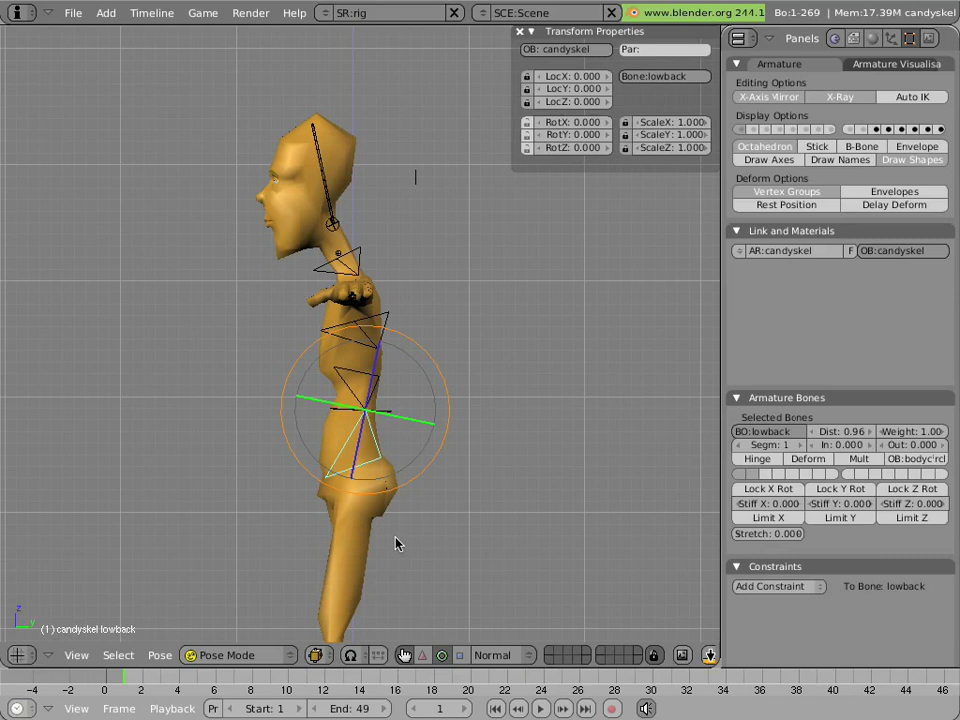 File Add Timeline Game Render Help SR:rig SCE:Scene www.blender.org 244.1 Bo:1-269 | Mem:17.39M candyskel
Transform Properties
OB: candyskel Par:
LocX: 0.000 Bone:lowback
LocY: 0.000
LocZ: 0.000
RotX: 0.000 ScaleX: 1.000
RotY: 0.000 ScaleY: 1.000
RotZ: 0.000 ScaleZ: 1.000
Panels
Armature Armature Visualisa
Editing Options
X-Axis Mirror X-Ray Auto IK
Display Options
Octahedron Stick B-Bone Envelope
Draw Axes Draw Names Draw Shapes
Deform Options
Vertex Groups Envelopes
Rest Position Delay Deform
Link and Materials
AR:candyskel F OB:candyskel
Armature Bones
Selected Bones
BO:lowback Dist: 0.96 Weight: 1.00
Segm: 1 In: 0.000 Out: 0.000
Hinge Deform Mult OB:bodycircl
Lock X Rot Lock Y Rot Lock Z Rot
Stiff X: 0.000 Stiff Y: 0.000 Stiff Z: 0.000
Limit X Limit Y Limit Z
Stretch: 0.000
Constraints
Add Constraint To Bone: lowback
z
y
(1) candyskel lowback
View Select Pose Pose Mode Normal
-4 -2 0 2 4 6 8 10 12 14 16 18 20 22 24 26 28 30 32 34 36 38 40 42 44 46
View Frame Playback Pr Start: 1 End: 49 1